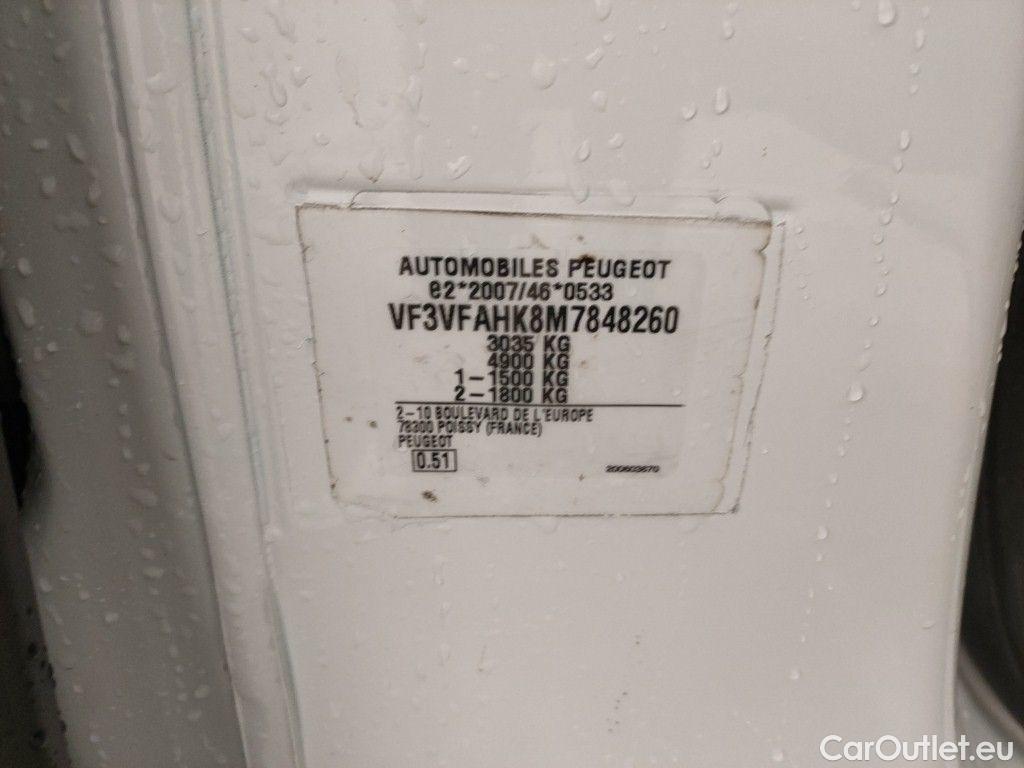 AUTOMOBILES PEUGEOT
e2*2007/46*0533
VF3VFAHK8M7848260
3035 KG
4900 KG
1-1500 KG
2-1800 KG
2-10 BOULEVARD DE L'EUROPE
78300 POISSY (FRANCE)
PEUGEOT
0.51
200603670
CarOutlet.eu